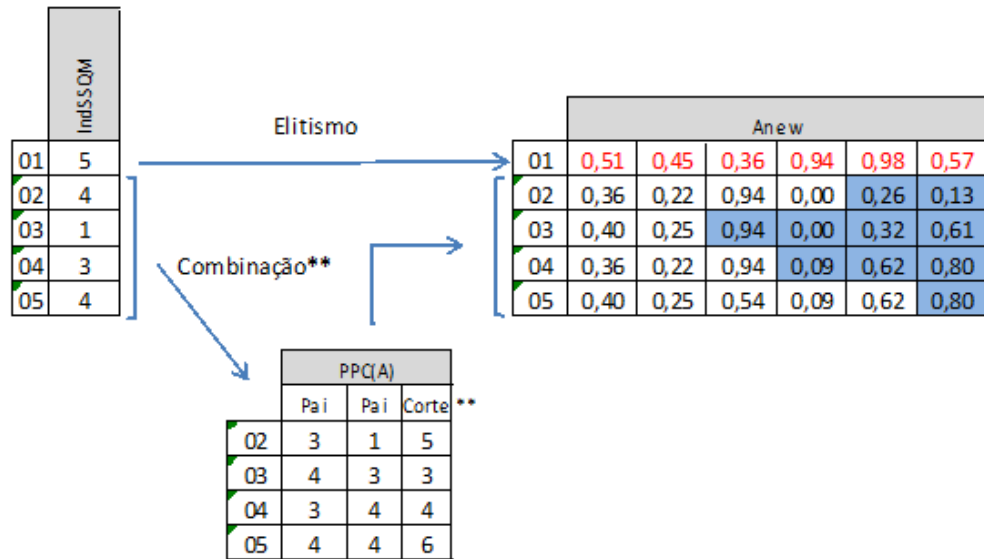 IndSSQM
Elitismo
Anew
01 5
01 0,51 0,45 0,36 0,94 0,98 0,57
02 4
02 0,36 0,22 0,94 0,00 0,26 0,13
03 1
03 0,40 0,25 0,94 0,00 0,32 0,61
Combinação**
04 3
04 0,36 0,22 0,94 0,09 0,62 0,80
05 4
05 0,40 0,25 0,54 0,09 0,62 0,80
PPC(A)
Pai Pai Corte **
02 3 1 5
03 4 3 3
04 3 4 4
05 4 4 6